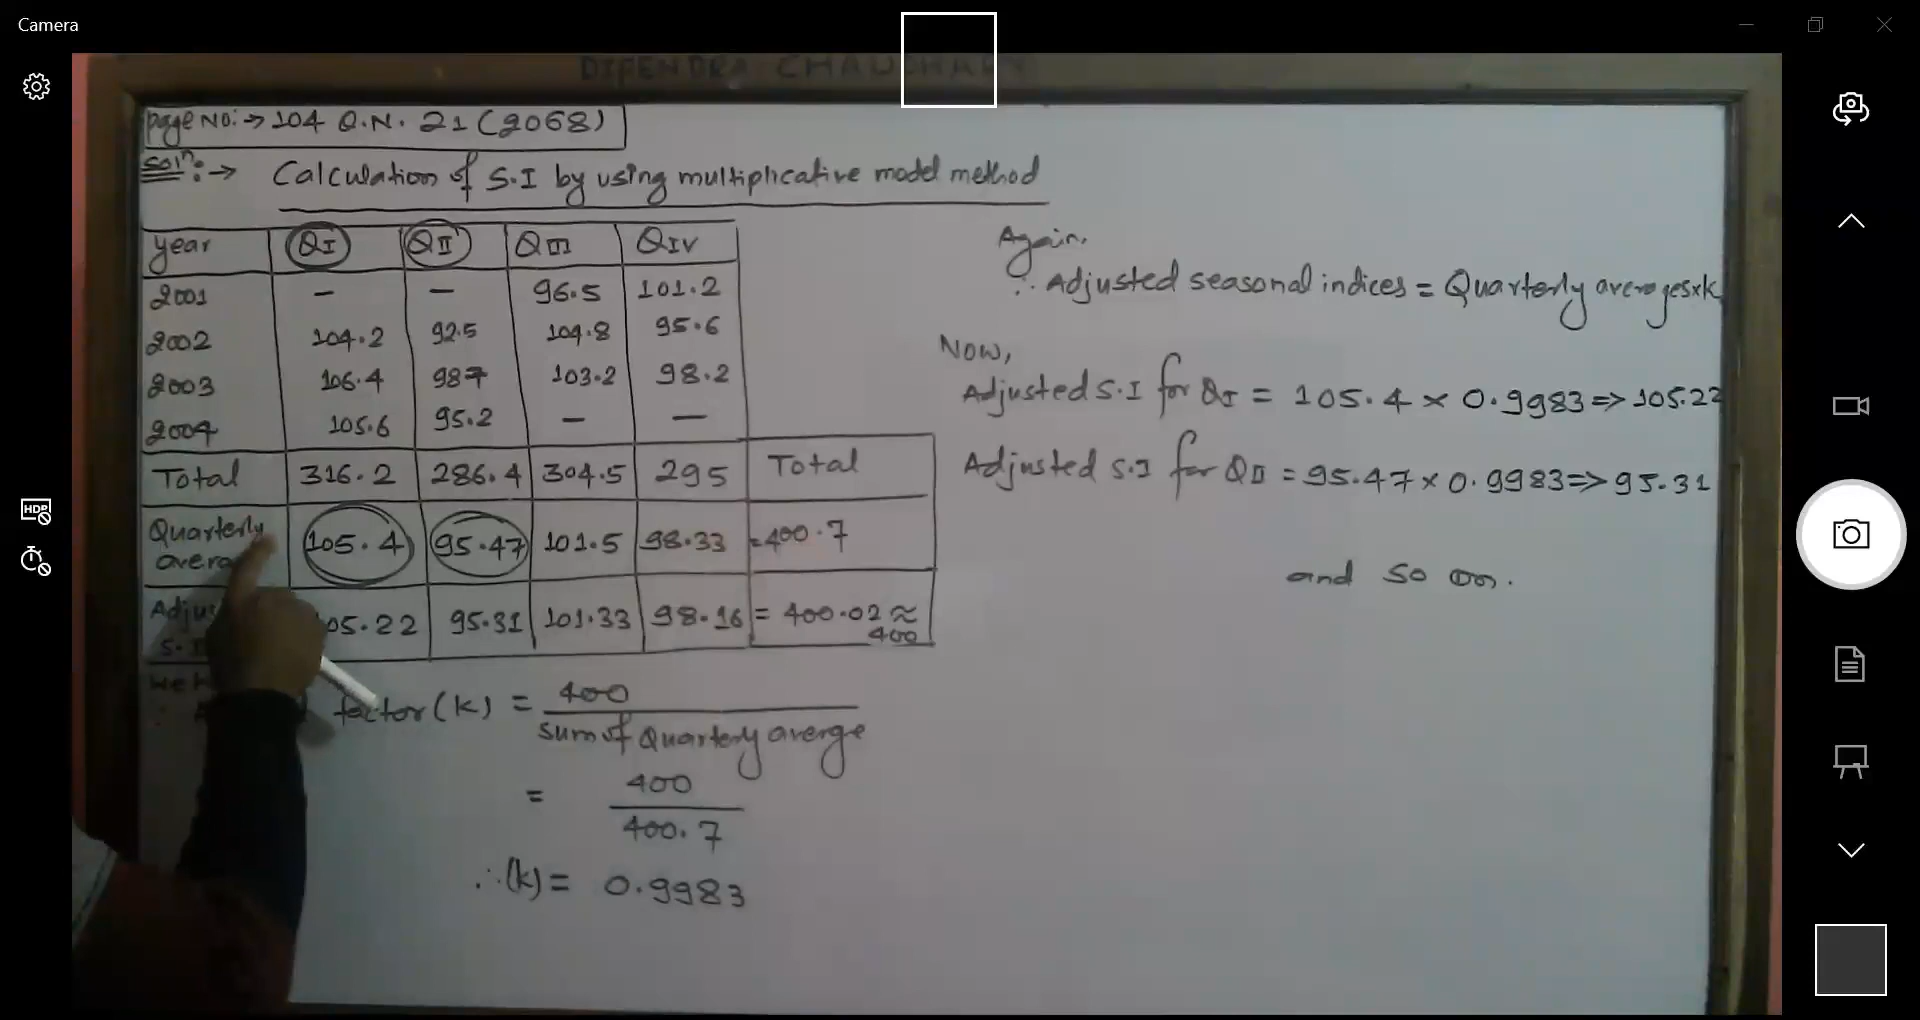 Camera
DIPENDRA CHAUDHARY
Page No:→ 104 Q.N. 21 (2068)
Soln:→ Calculation of S.I by using multiplicative model method
Year QI QII QIII QIV
2001 — — 96.5 101.2
2002 104.2 92.5 104.8 95.6
2003 106.4 98.7 103.2 98.2
2004 105.6 95.2 — —
Total 316.2 286.4 304.5 295 Total
Quarterly 105.4 95.47 101.5 98.33 =400.7
avera
Adju 05.22 95.31 101.33 98.16 = 400.02 ≈
S.I 400
factor (k) = 400
sum of Quarterly averge
= 400
400.7
∴ (k) = 0.9983
Again,
∴ Adjusted seasonal indices = Quarterly averages×k
Now,
Adjusted S.I for QI = 105.4 × 0.9983 => 105.22
Adjusted S.I for QII = 95.47 × 0.9983 => 95.31
and so on.